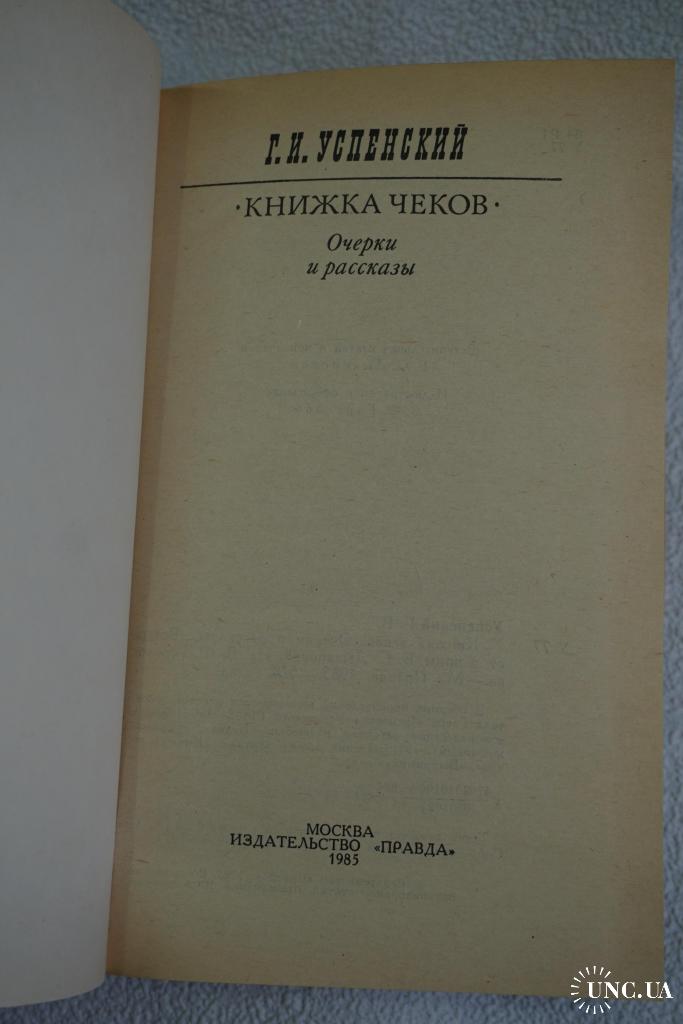 Г. И. УСПЕНСКИЙ
·КНИЖКА ЧЕКОВ·
Очерки
и рассказы
МОСКВА
ИЗДАТЕЛЬСТВО «ПРАВДА»
1985
UNC.UA